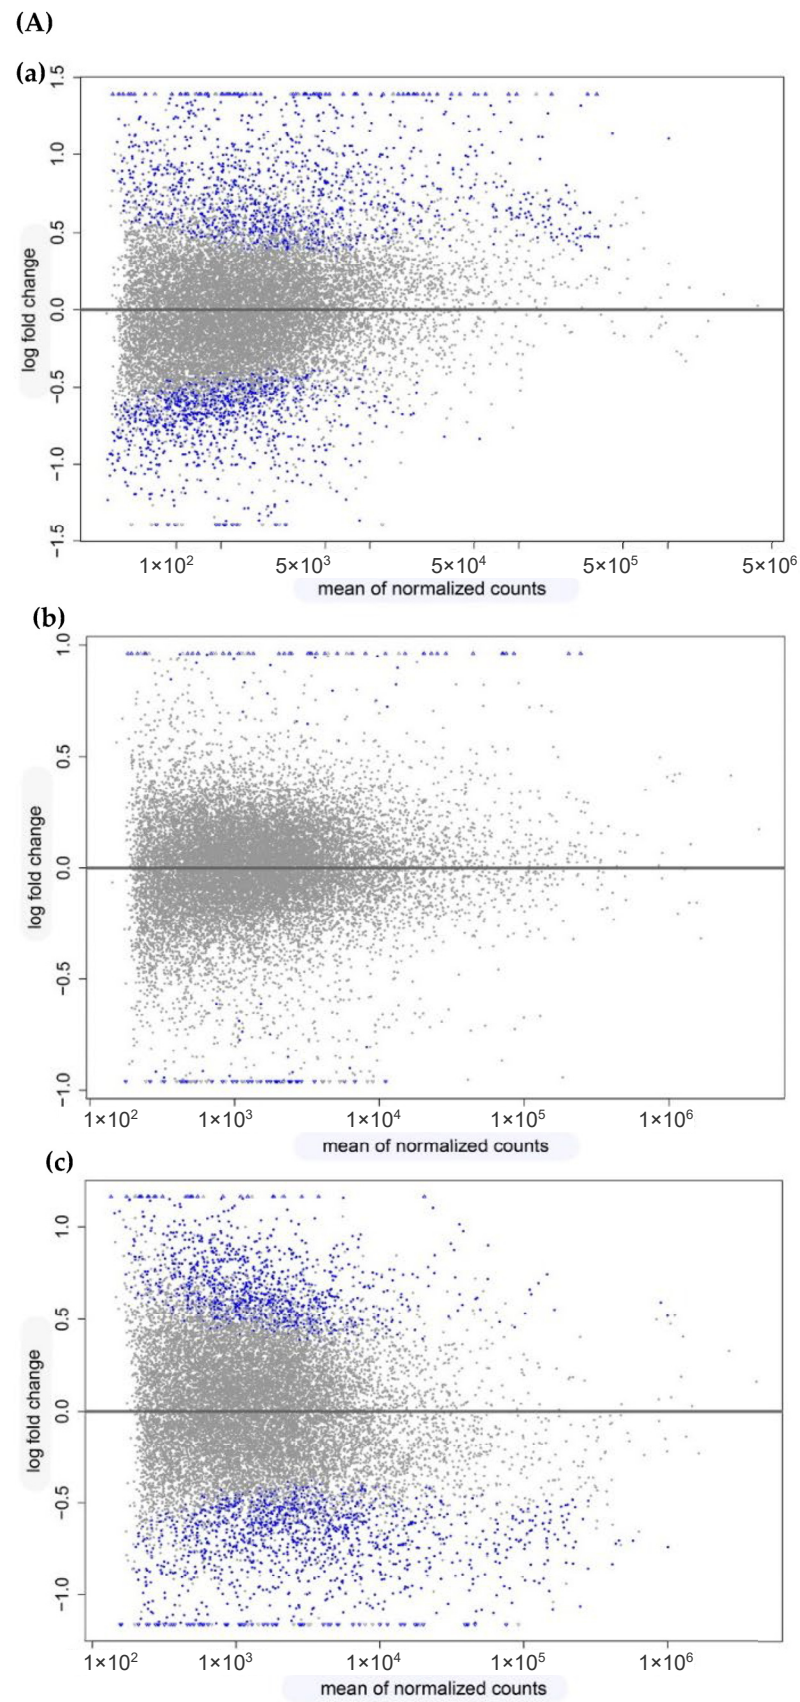 (A)
(a)
1.5
1.0
0.5
0.0
−0.5
−1.0
−1.5
log fold change
1×10² 5×10³ 5×10⁴ 5×10⁵ 5×10⁶
mean of normalized counts
(b)
1.0
0.5
0.0
−0.5
−1.0
log fold change
1×10² 1×10³ 1×10⁴ 1×10⁵ 1×10⁶
mean of normalized counts
(c)
1.0
0.5
0.0
−0.5
−1.0
log fold change
1×10² 1×10³ 1×10⁴ 1×10⁵ 1×10⁶
mean of normalized counts